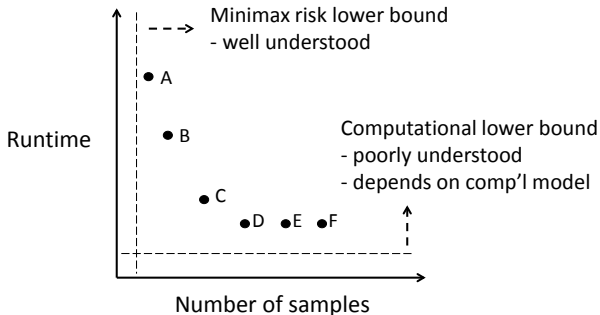 Minimax risk lower bound
- well understood
A
B
Runtime
Computational lower bound
- poorly understood
- depends on comp'l model
C
D
E
F
Number of samples